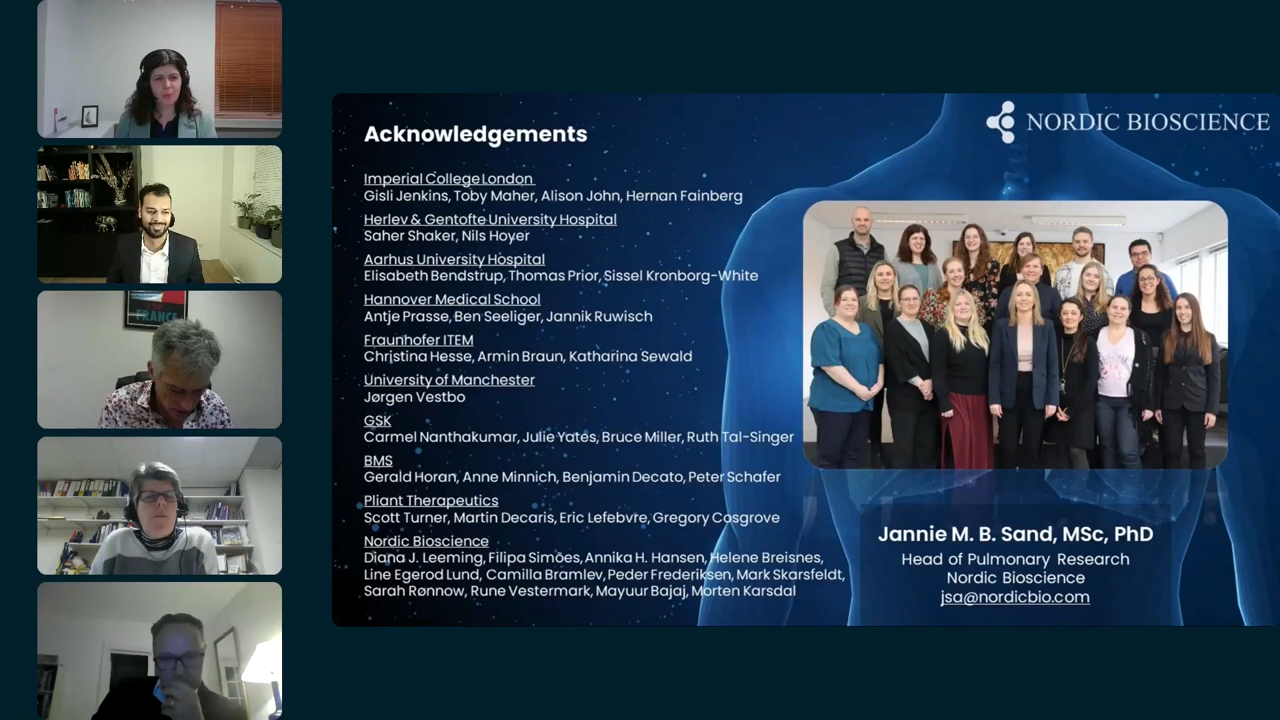 FRANCE
NORDIC BIOSCIENCE
Acknowledgements
Imperial College London
Gisli Jenkins, Toby Maher, Alison John, Hernan Fainberg
Herlev & Gentofte University Hospital
Saher Shaker, Nils Hoyer
Aarhus University Hospital
Elisabeth Bendstrup, Thomas Prior, Sissel Kronborg-White
Hannover Medical School
Antje Prasse, Ben Seeliger, Jannik Ruwisch
Fraunhofer ITEM
Christina Hesse, Armin Braun, Katharina Sewald
University of Manchester
Jørgen Vestbo
GSK
Carmel Nanthakumar, Julie Yates, Bruce Miller, Ruth Tal-Singer
BMS
Gerald Horan, Anne Minnich, Benjamin Decato, Peter Schafer
Pliant Therapeutics
Scott Turner, Martin Decaris, Eric Lefebvre, Gregory Cosgrove
Nordic Bioscience
Diana J. Leeming, Filipa Simões, Annika H. Hansen, Helene Breisnes,
Line Egerod Lund, Camilla Bramlev, Peder Frederiksen, Mark Skarsfeldt,
Sarah Rønnow, Rune Vestermark, Mayuur Bajaj, Morten Karsdal
Jannie M. B. Sand, MSc, PhD
Head of Pulmonary Research
Nordic Bioscience
jsa@nordicbio.com